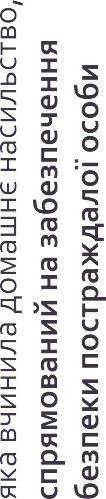 яка вчинила домашнє насильство,
спрямований на забезпечення
безпеки постраждалої особи